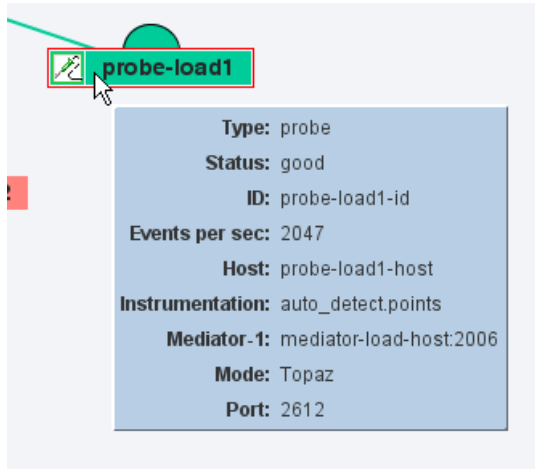 probe-load1
Type: probe
Status: good
ID: probe-load1-id
Events per sec: 2047
Host: probe-load1-host
Instrumentation: auto_detect.points
Mediator-1: mediator-load-host:2006
Mode: Topaz
Port: 2612